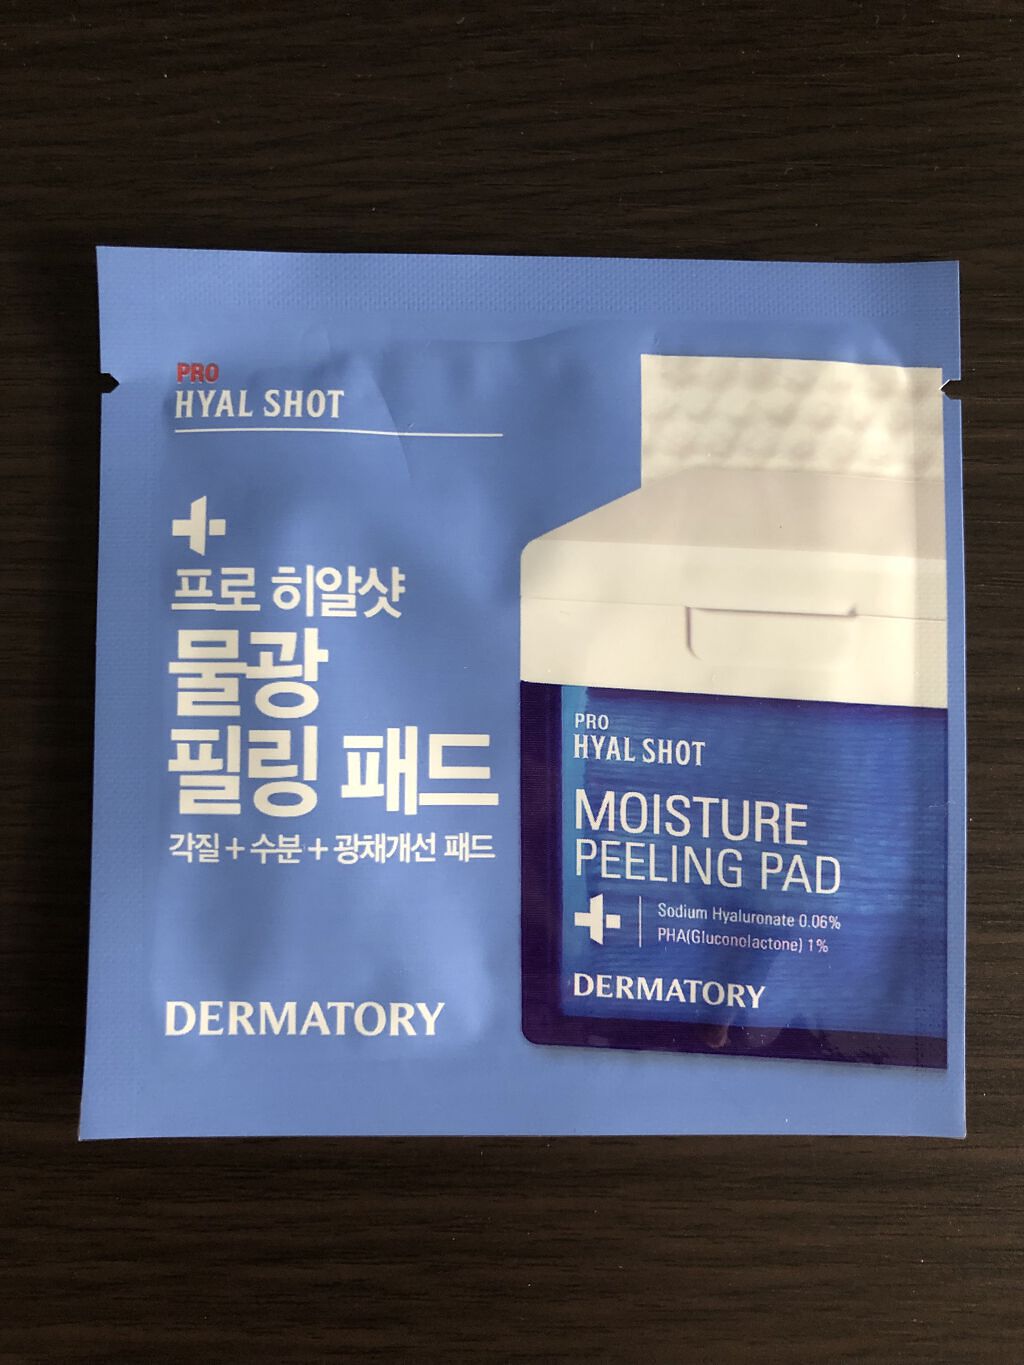 PRO
HYAL SHOT
프로 히알샷
물광
필링 패드
각질+수분+광채개선 패드
DERMATORY
PRO
HYAL SHOT
MOISTURE
PEELING PAD
Sodium Hyaluronate 0.06%
PHA(Gluconolactone) 1%
DERMATORY